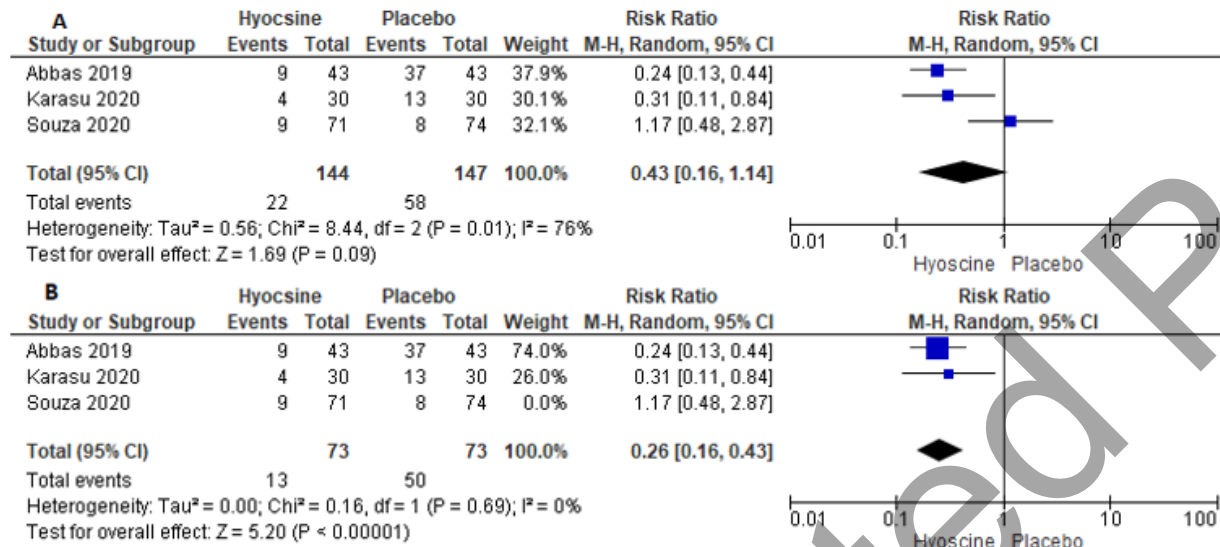 A Hyocsine Placebo Risk Ratio Risk Ratio
Study or Subgroup Events Total Events Total Weight M-H, Random, 95% CI M-H, Random, 95% CI
Abbas 2019 9 43 37 43 37.9% 0.24 [0.13, 0.44]
Karasu 2020 4 30 13 30 30.1% 0.31 [0.11, 0.84]
Souza 2020 9 71 8 74 32.1% 1.17 [0.48, 2.87]
Total (95% CI) 144 147 100.0% 0.43 [0.16, 1.14]
Total events 22 58
Heterogeneity: Tau² = 0.56; Chi² = 8.44, df = 2 (P = 0.01); I² = 76%
Test for overall effect: Z = 1.69 (P = 0.09)
0.01 0.1 1 10 100
Hyoscine Placebo
B Hyocsine Placebo Risk Ratio Risk Ratio
Study or Subgroup Events Total Events Total Weight M-H, Random, 95% CI M-H, Random, 95% CI
Abbas 2019 9 43 37 43 74.0% 0.24 [0.13, 0.44]
Karasu 2020 4 30 13 30 26.0% 0.31 [0.11, 0.84]
Souza 2020 9 71 8 74 0.0% 1.17 [0.48, 2.87]
Total (95% CI) 73 73 100.0% 0.26 [0.16, 0.43]
Total events 13 50
Heterogeneity: Tau² = 0.00; Chi² = 0.16, df = 1 (P = 0.69); I² = 0%
Test for overall effect: Z = 5.20 (P < 0.00001)
0.01 0.1 1 10 100
Hyoscine Placebo
ted P